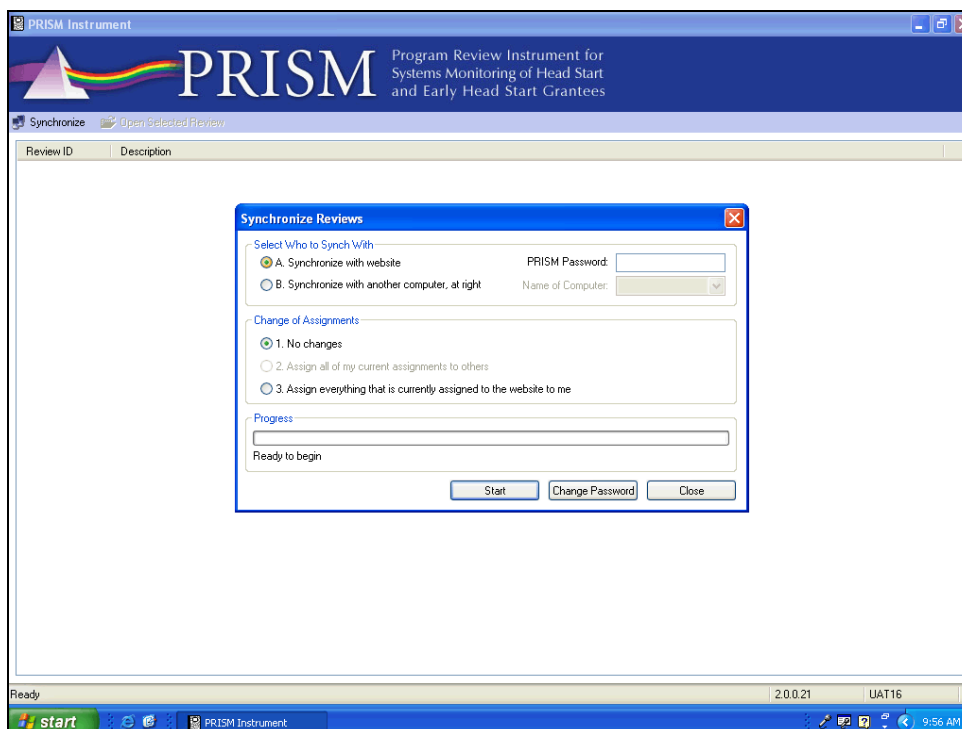 PRISM Instrument
PRISM
Program Review Instrument for
Systems Monitoring of Head Start
and Early Head Start Grantees
Synchronize Open Selected Review
Review ID Description
Synchronize Reviews
Select Who to Synch With
A. Synchronize with website PRISM Password:
B. Synchronize with another computer, at right Name of Computer:
Change of Assignments
1. No changes
2. Assign all of my current assignments to others
3. Assign everything that is currently assigned to the website to me
Progress
Ready to begin
Start Change Password Close
Ready 2.0.0.21 UAT16
start PRISM Instrument 9:56 AM